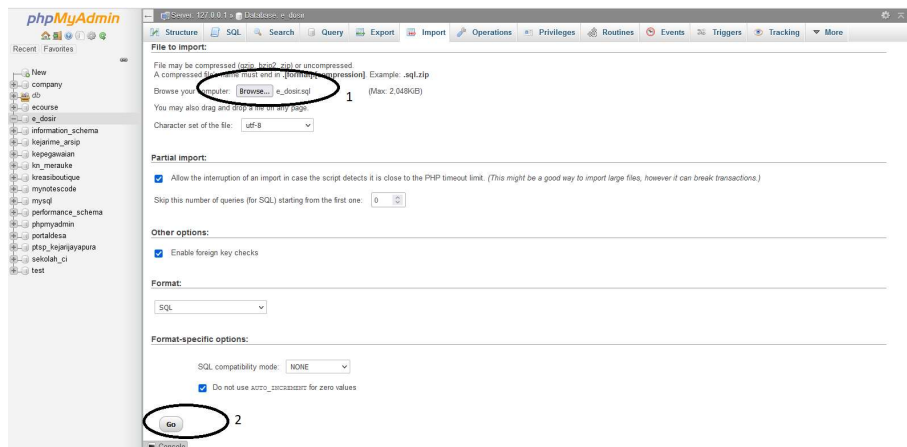 phpMyAdmin
Recent Favorites
New
company
db
ecourse
e_dosir
information_schema
kejarime_arsip
kepegawaian
kn_merauke
kreasiboutique
mynotescode
mysql
performance_schema
phpmyadmin
portaldesa
ptsp_kejarijayapura
sekolah_ci
test
Server: 127.0.0.1 » Database: e_dosir
Structure SQL Search Query Export Import Operations Privileges Routines Events Triggers Tracking More
File to import:
File may be compressed (gzip, bzip2, zip) or uncompressed.
A compressed file's name must end in .[format].[compression]. Example: .sql.zip
Browse your computer: Browse... e_dosir.sql (Max: 2,048KiB)
1
You may also drag and drop a file on any page.
Character set of the file: utf-8
Partial import:
Allow the interruption of an import in case the script detects it is close to the PHP timeout limit. (This might be a good way to import large files, however it can break transactions.)
Skip this number of queries (for SQL) starting from the first one: 0
Other options:
Enable foreign key checks
Format:
SQL
Format-specific options:
SQL compatibility mode: NONE
Do not use AUTO_INCREMENT for zero values
Go 2
Console